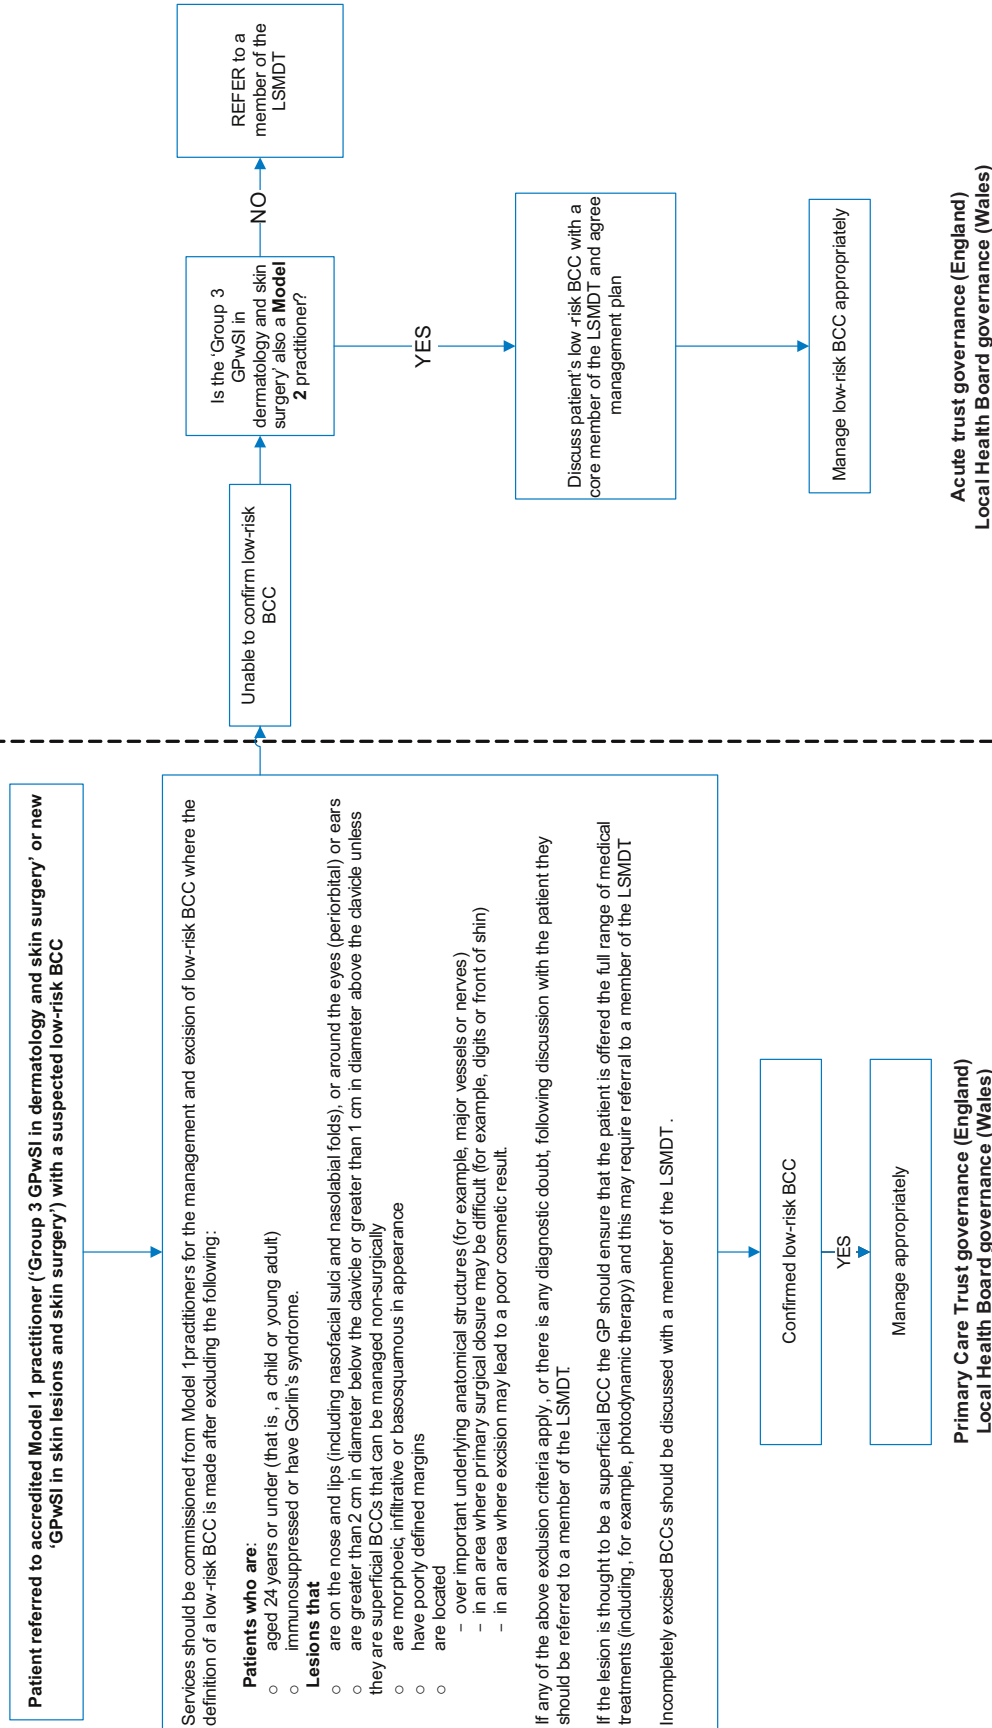 Patient referred to accredited Model 1 practitioner (‘Group 3 GPwSI in dermatology and skin surgery’ or new
‘GPwSI in skin lesions and skin surgery’) with a suspected low-risk BCC
Services should be commissioned from Model 1practitioners for the management and excision of low-risk BCC where the
definition of a low-risk BCC is made after excluding the following:
Patients who are:
○ aged 24 years or under (that is , a child or young adult)
○ immunosuppressed or have Gorlin’s syndrome.
Lesions that
○ are on the nose and lips (including nasofacial sulci and nasolabial folds), or around the eyes (periorbital) or ears
○ are greater than 2 cm in diameter below the clavicle or greater than 1 cm in diameter above the clavicle unless
they are superficial BCCs that can be managed non-surgically
○ are morphoeic, infiltrative or basosquamous in appearance
○ have poorly defined margins
○ are located
– over important underlying anatomical structures (for example, major vessels or nerves)
– in an area where primary surgical closure may be difficult (for example, digits or front of shin)
– in an area where excision may lead to a poor cosmetic result.
If any of the above exclusion criteria apply , or there is any diagnostic doubt, following discussion with the patient they
should be referred to a member of the LSMDT.
If the lesion is thought to be a superficial BCC the GP should ensure that the patient is offered the full range of medical
treatments (including , for example, photodynamic therapy) and this may require referral to a member of the LSMDT
Incompletely excised BCCs should be discussed with a member of the LSMDT .
Confirmed low-risk BCC
YES
Manage appropriately
Primary Care Trust governance (England)
Local Health Board governance (Wales)
Unable to confirm low-risk
BCC
Is the ‘Group 3
GPwSI in
dermatology and skin
surgery’ also a Model
2 practitioner?
NO
REFER to a
member of the
LSMDT
YES
Discuss patient’s low -risk BCC with a
core member of the LSMDT and agree
management plan
Manage low-risk BCC appropriately
Acute trust governance (England)
Local Health Board governance (Wales)